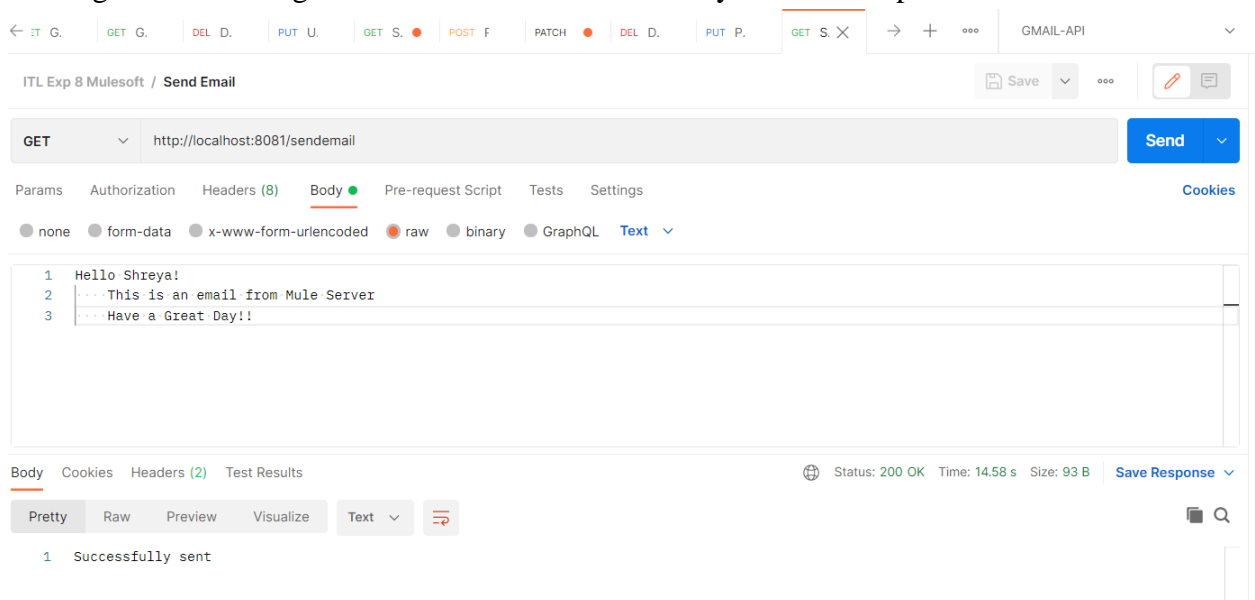 ET G. GET G. DEL D. PUT U. GET S. POST F PATCH DEL D. PUT P. GET S. GMAIL-API
ITL Exp 8 Mulesoft / Send Email Save
GET http://localhost:8081/sendemail Send
Params Authorization Headers (8) Body Pre-request Script Tests Settings Cookies
none form-data x-www-form-urlencoded raw binary GraphQL Text
1 Hello Shreya!
2 This is an email from Mule Server
3 Have a Great Day!!
Body Cookies Headers (2) Test Results Status: 200 OK Time: 14.58 s Size: 93 B Save Response
Pretty Raw Preview Visualize Text
1 Successfully sent